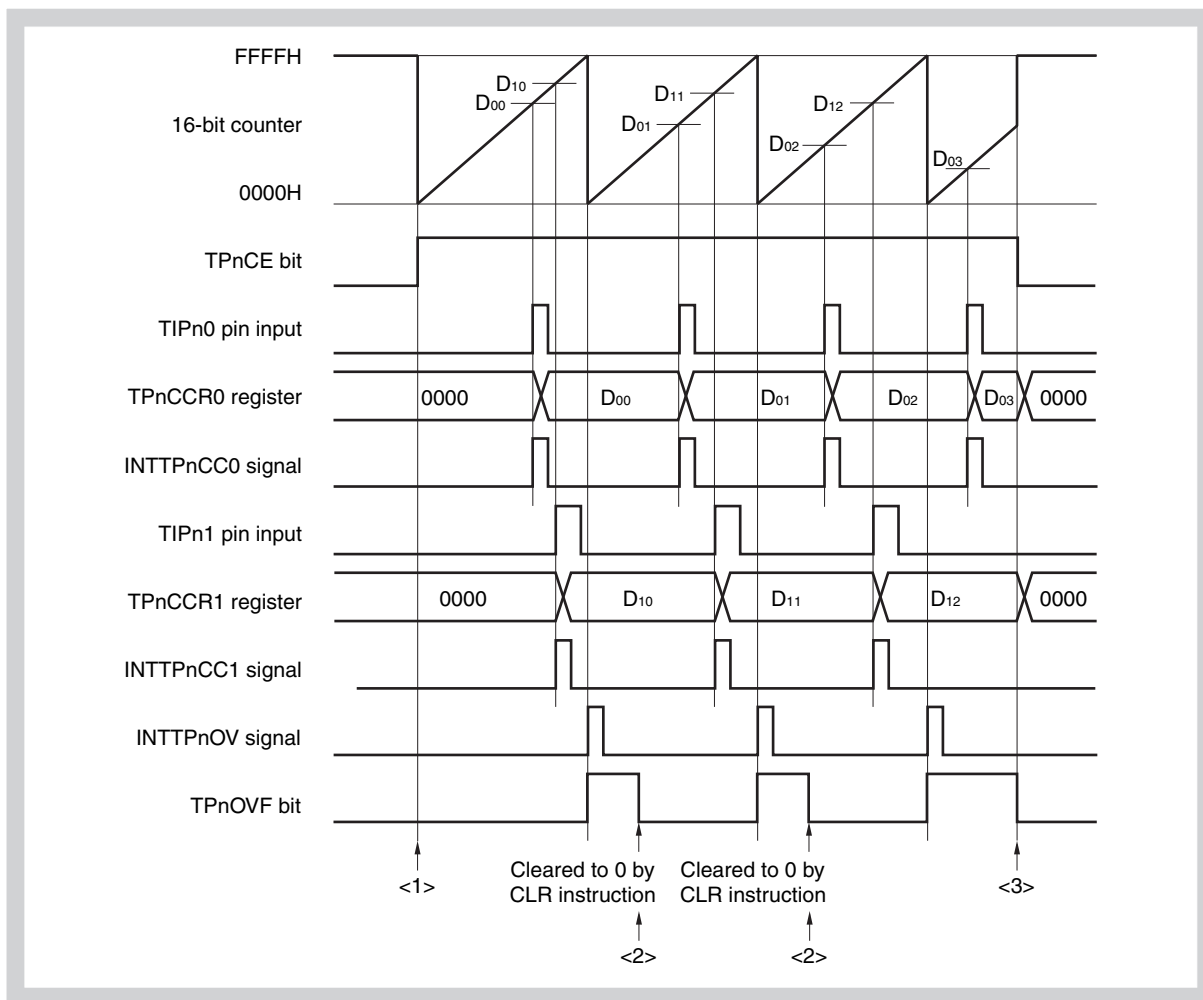 FFFFH
D10
D00
D11
D01
D12
D02
D03
16-bit counter
0000H
TPnCE bit
TIPn0 pin input
TPnCCR0 register
0000 D00 D01 D02 D03 0000
INTTPnCC0 signal
TIPn1 pin input
TPnCCR1 register
0000 D10 D11 D12 0000
INTTPnCC1 signal
INTTPnOV signal
TPnOVF bit
Cleared to 0 by
CLR instruction
Cleared to 0 by
CLR instruction
<1>
<3>
<2>
<2>